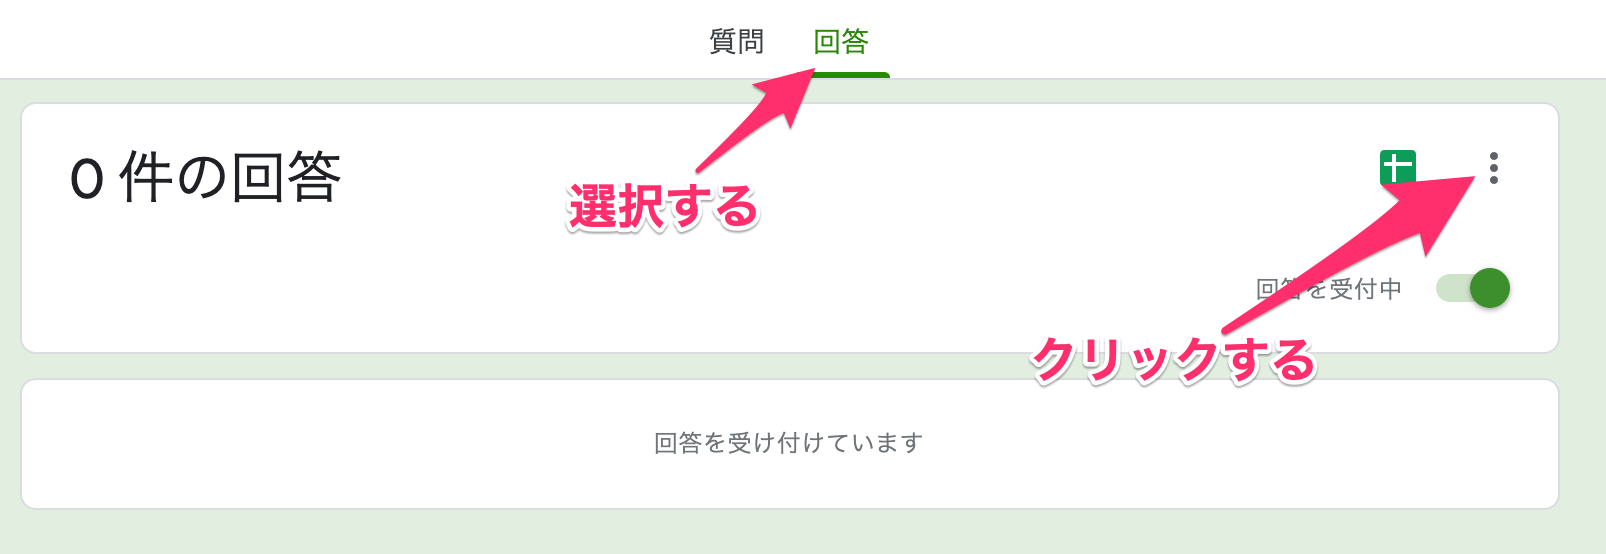 質問 回答
0 件の回答
選択する
回答を受付中
クリックする
回答を受け付けています